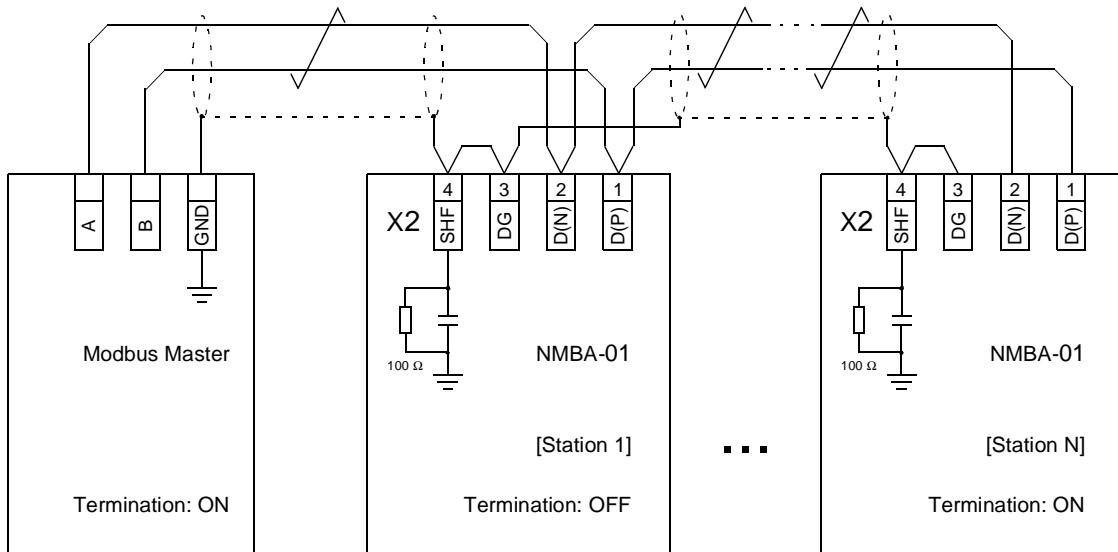 4 3 2 1
4 3 2 1
A B GND
X2 SHF DG D(N) D(P)
X2 SHF DG D(N) D(P)
Modbus Master
100 Ω
NMBA-01
100 Ω
NMBA-01
[Station 1]
...
[Station N]
Termination: ON
Termination: OFF
Termination: ON